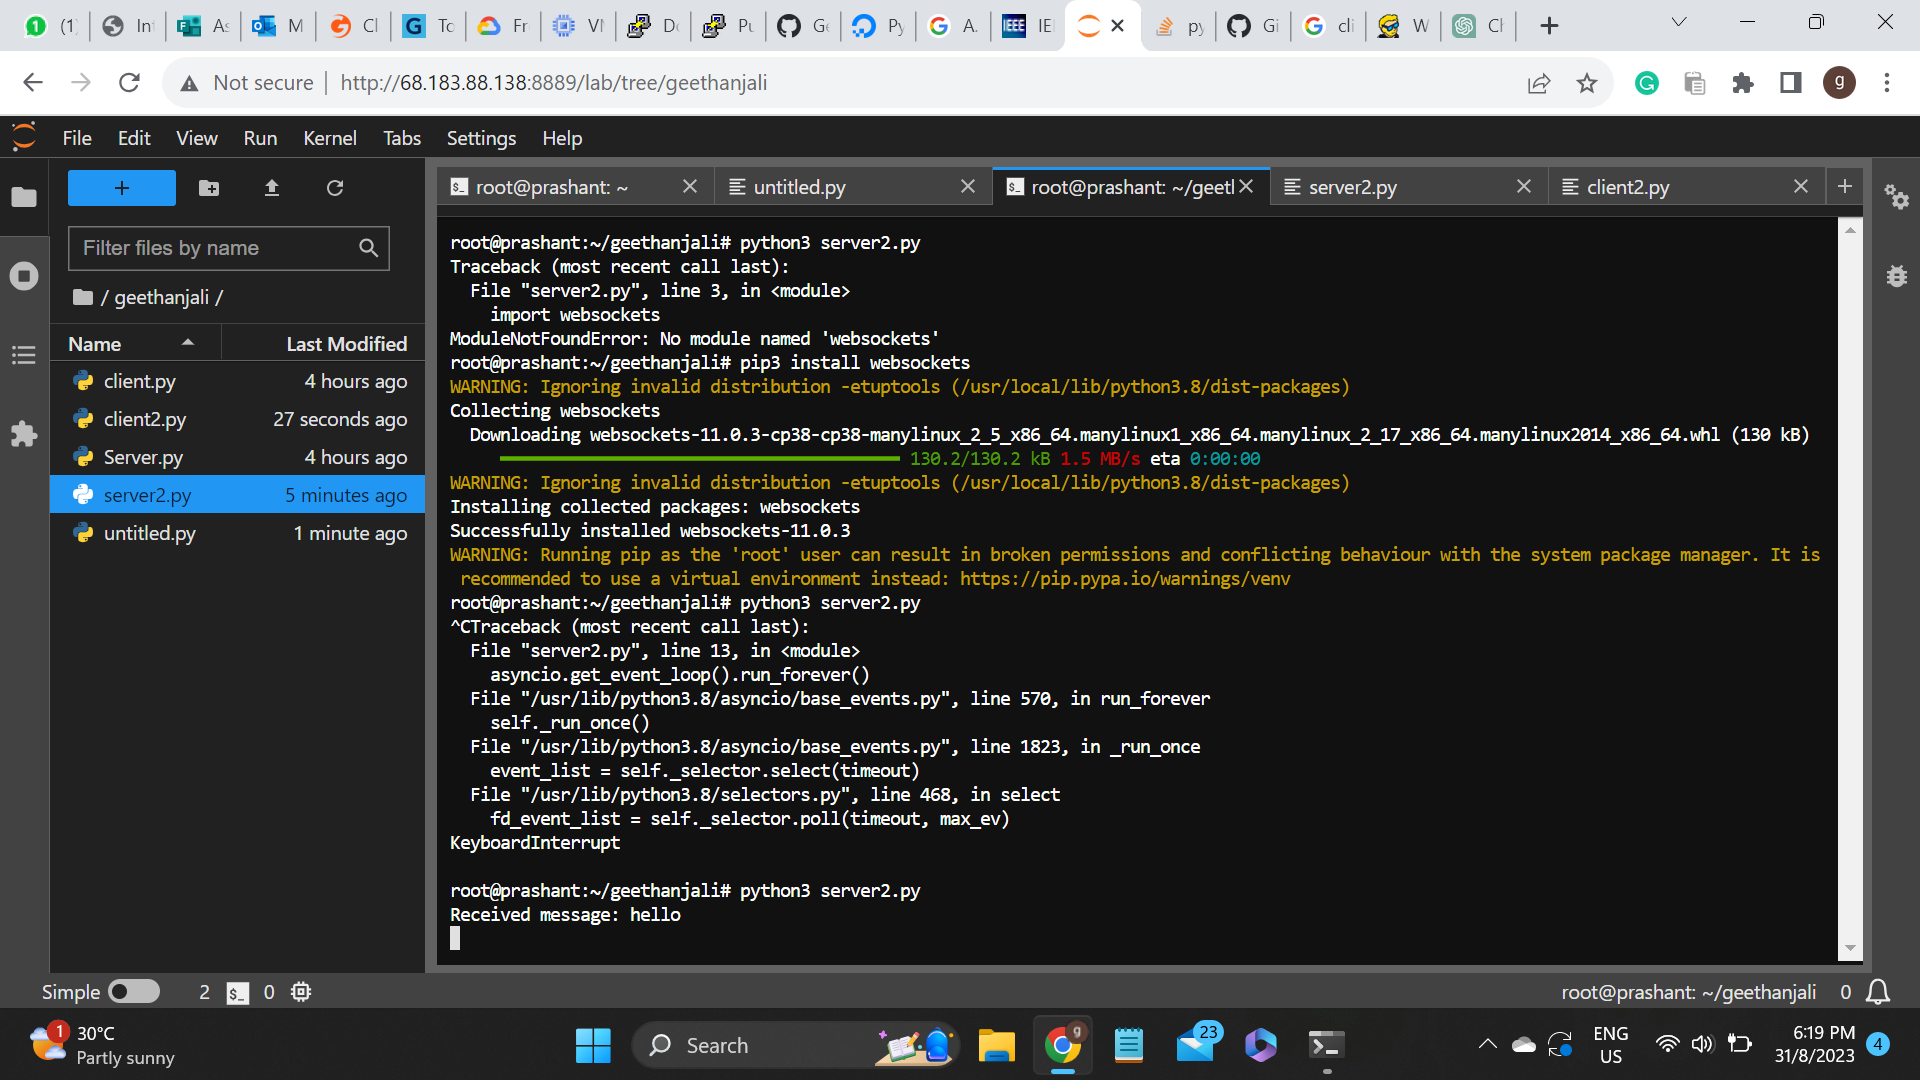 (1)
In
As
M
Cl
To
Fr
VI
De
Pu
Ge
Py
A.
IEEE
IE
py
Gi
cli
W
Ch
Not secure
http://68.183.88.138:8889/lab/tree/geethanjali
g
File Edit View Run Kernel Tabs Settings Help
root@prashant: ~
untitled.py
root@prashant: ~/geetl
server2.py
client2.py
Filter files by name
/ geethanjali /
Name Last Modified
client.py 4 hours ago
client2.py 27 seconds ago
Server.py 4 hours ago
server2.py 5 minutes ago
untitled.py 1 minute ago
root@prashant:~/geethanjali# python3 server2.py
Traceback (most recent call last):
File "server2.py", line 3, in <module>
import websockets
ModuleNotFoundError: No module named 'websockets'
root@prashant:~/geethanjali# pip3 install websockets
WARNING: Ignoring invalid distribution -etuptools (/usr/local/lib/python3.8/dist-packages)
Collecting websockets
Downloading websockets-11.0.3-cp38-cp38-manylinux_2_5_x86_64.manylinux1_x86_64.manylinux_2_17_x86_64.manylinux2014_x86_64.whl (130 kB)
130.2/130.2 kB 1.5 MB/s eta 0:00:00
WARNING: Ignoring invalid distribution -etuptools (/usr/local/lib/python3.8/dist-packages)
Installing collected packages: websockets
Successfully installed websockets-11.0.3
WARNING: Running pip as the 'root' user can result in broken permissions and conflicting behaviour with the system package manager. It is
recommended to use a virtual environment instead: https://pip.pypa.io/warnings/venv
root@prashant:~/geethanjali# python3 server2.py
^CTraceback (most recent call last):
File "server2.py", line 13, in <module>
asyncio.get_event_loop().run_forever()
File "/usr/lib/python3.8/asyncio/base_events.py", line 570, in run_forever
self._run_once()
File "/usr/lib/python3.8/asyncio/base_events.py", line 1823, in _run_once
event_list = self._selector.select(timeout)
File "/usr/lib/python3.8/selectors.py", line 468, in select
fd_event_list = self._selector.poll(timeout, max_ev)
KeyboardInterrupt
root@prashant:~/geethanjali# python3 server2.py
Received message: hello
Simple 2 0
root@prashant: ~/geethanjali 0
1
30°C
Partly sunny
Search
g
23
ENG
US
6:19 PM
31/8/2023
4